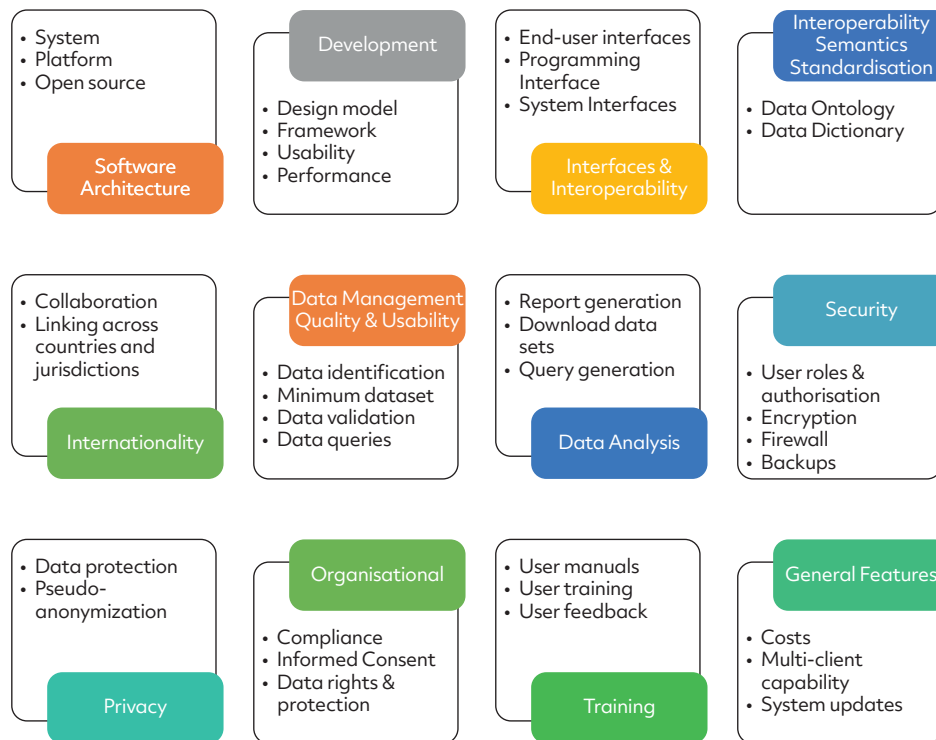 • System
• Platform
• Open source
Software
Architecture
Development
• Design model
• Framework
• Usability
• Performance
• End-user interfaces
• Programming
Interface
• System Interfaces
Interfaces &
Interoperability
Interoperability
Semantics
Standardisation
• Data Ontology
• Data Dictionary
• Collaboration
• Linking across
countries and
jurisdictions
Internationality
Data Management
Quality & Usability
• Data identification
• Minimum dataset
• Data validation
• Data queries
• Report generation
• Download data
sets
• Query generation
Data Analysis
Security
• User roles &
authorisation
• Encryption
• Firewall
• Backups
• Data protection
• Pseudo-
anonymization
Privacy
Organisational
• Compliance
• Informed Consent
• Data rights &
protection
• User manuals
• User training
• User feedback
Training
General Features
• Costs
• Multi-client
capability
• System updates